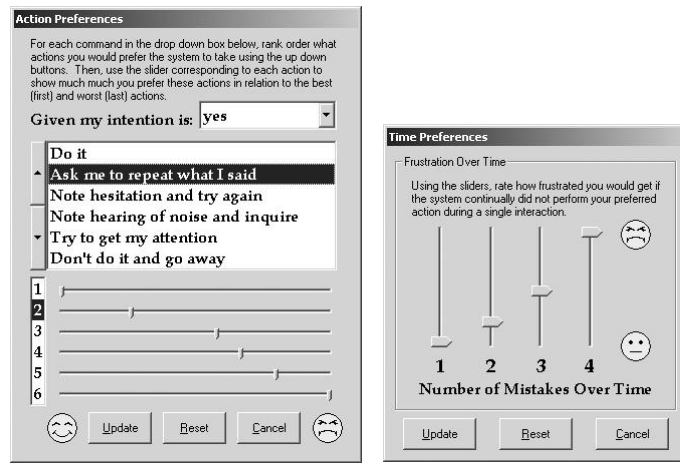 Action Preferences
For each command in the drop down box below, rank order what
actions you would prefer the system to take using the up down
buttons. Then, use the slider corresponding to each action to
show much much you prefer these actions in relation to the best
(first) and worst (last) actions.
Given my intention is: yes
Do it
Ask me to repeat what I said
Note hesitation and try again
Note hearing of noise and inquire
Try to get my attention
Don't do it and go away
1
2
3
4
5
6
Update Reset Cancel
Time Preferences
Frustration Over Time
Using the sliders, rate how frustrated you would get if
the system continually did not perform your preferred
action during a single interaction.
1 2 3 4
Number of Mistakes Over Time
Update Reset Cancel